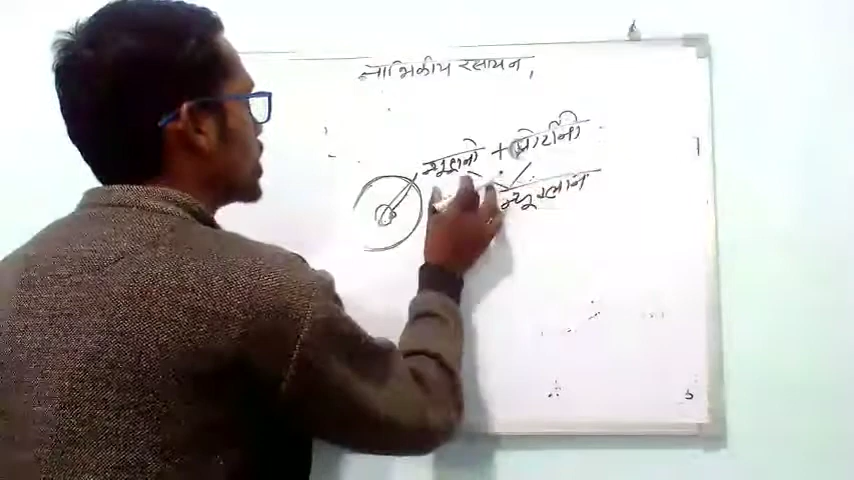 नाभिकीय रसायन,
न्यूट्रानो + प्रोटोनो
न्यूक्लान